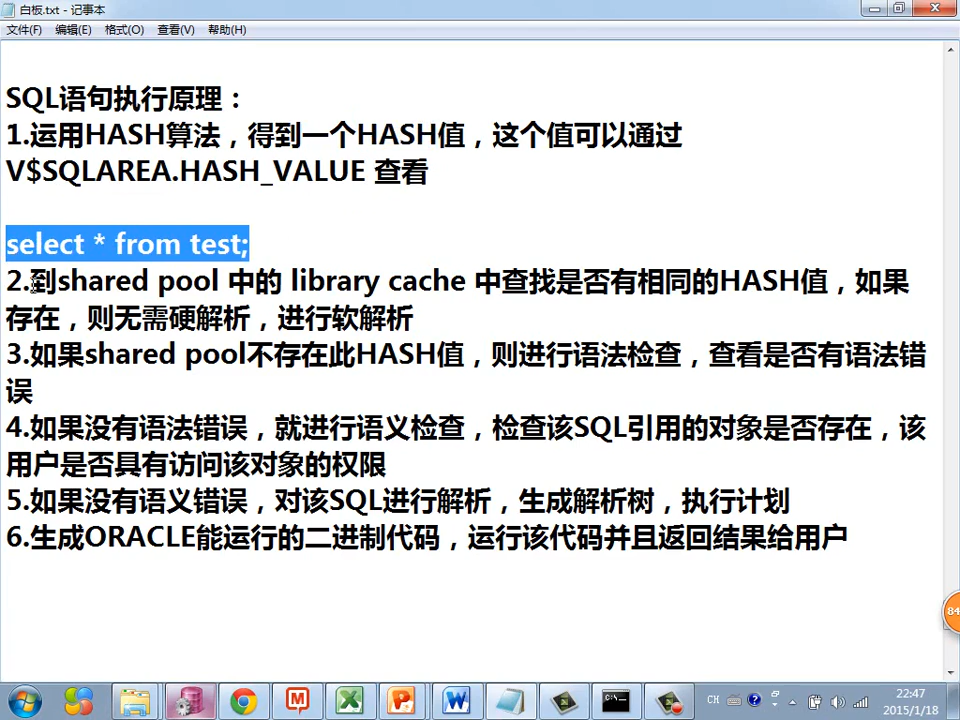 白板.txt - 记事本
文件(F) 编辑(E) 格式(O) 查看(V) 帮助(H)
SQL语句执行原理：
1.运用HASH算法，得到一个HASH值，这个值可以通过
V$SQLAREA.HASH_VALUE 查看
select * from test;
2.到shared pool 中的 library cache 中查找是否有相同的HASH值，如果
存在，则无需硬解析，进行软解析
3.如果shared pool不存在此HASH值，则进行语法检查，查看是否有语法错
误
4.如果没有语法错误，就进行语义检查，检查该SQL引用的对象是否存在，该
用户是否具有访问该对象的权限
5.如果没有语义错误，对该SQL进行解析，生成解析树，执行计划
6.生成ORACLE能运行的二进制代码，运行该代码并且返回结果给用户
84
CH
22:47
2015/1/18